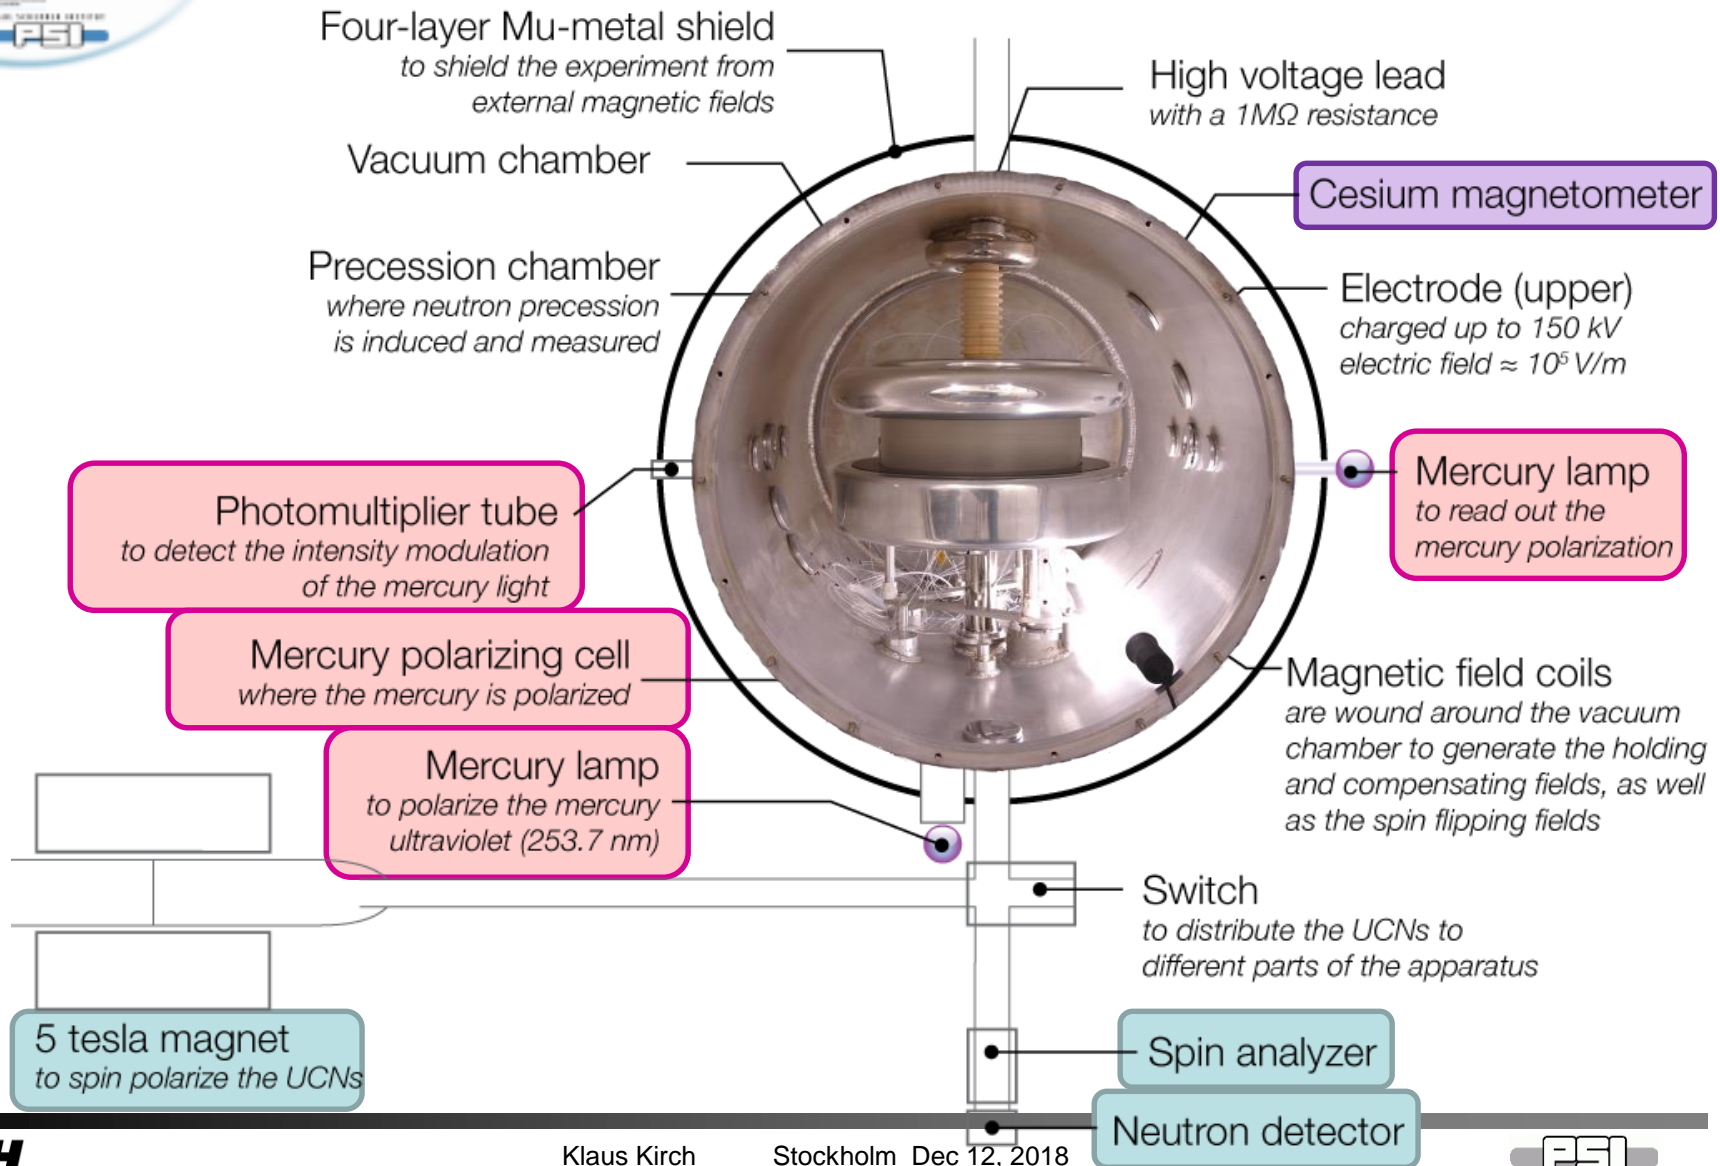 PSI
Four-layer Mu-metal shield
to shield the experiment from
external magnetic fields
High voltage lead
with a 1MΩ resistance
Vacuum chamber
Cesium magnetometer
Precession chamber
where neutron precession
is induced and measured
Electrode (upper)
charged up to 150 kV
electric field ≈ 10⁵ V/m
Photomultiplier tube
to detect the intensity modulation
of the mercury light
Mercury lamp
to read out the
mercury polarization
Mercury polarizing cell
where the mercury is polarized
Magnetic field coils
are wound around the vacuum
chamber to generate the holding
and compensating fields, as well
as the spin flipping fields
Mercury lamp
to polarize the mercury
ultraviolet (253.7 nm)
Switch
to distribute the UCNs to
different parts of the apparatus
5 tesla magnet
to spin polarize the UCNs
Spin analyzer
Neutron detector
Klaus Kirch Stockholm Dec 12, 2018
PSI